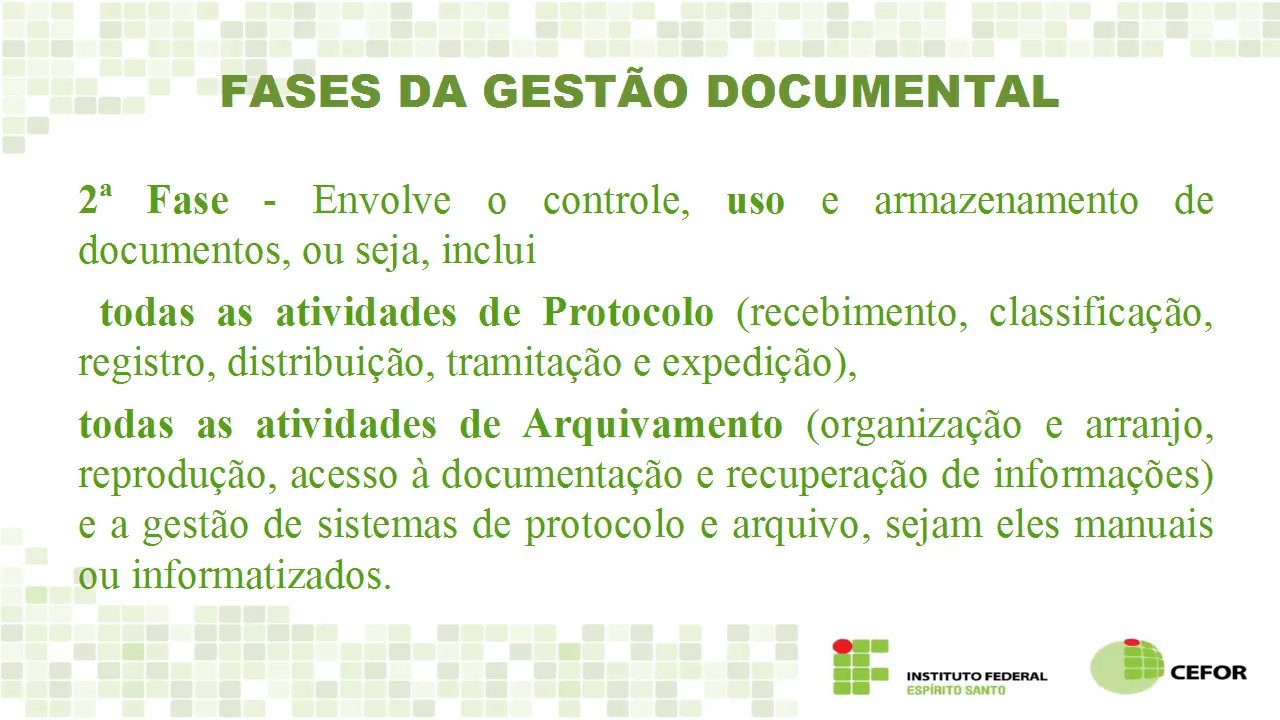 FASES DA GESTÃO DOCUMENTAL
2ª Fase - Envolve o controle, uso e armazenamento de
documentos, ou seja, inclui
todas as atividades de Protocolo (recebimento, classificação,
registro, distribuição, tramitação e expedição),
todas as atividades de Arquivamento (organização e arranjo,
reprodução, acesso à documentação e recuperação de informações)
e a gestão de sistemas de protocolo e arquivo, sejam eles manuais
ou informatizados.
INSTITUTO FEDERAL
ESPÍRITO SANTO
CEFOR